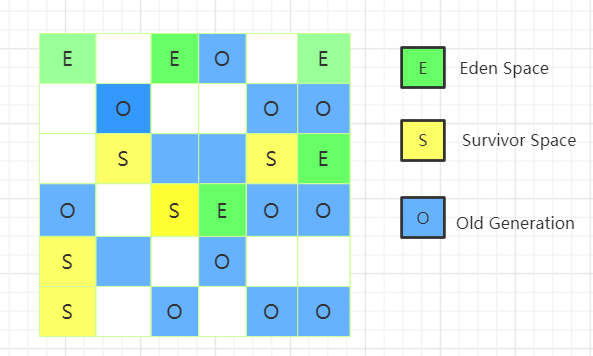 E E O E
O O O
S S E
O S E O O
S O
S O O O
E Eden Space
S Survivor Space
O Old Generation